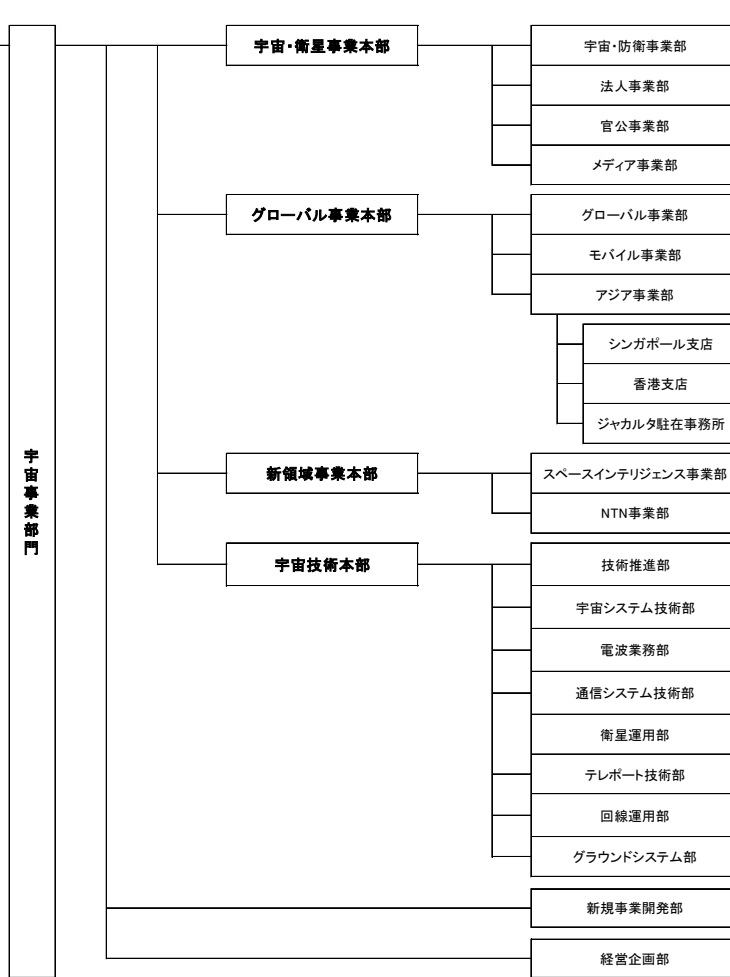 宇宙事業部門
宇宙・衛星事業本部
宇宙・防衛事業部
法人事業部
官公事業部
メディア事業部
グローバル事業本部
グローバル事業部
モバイル事業部
アジア事業部
シンガポール支店
香港支店
ジャカルタ駐在事務所
新領域事業本部
スペースインテリジェンス事業部
NTN事業部
宇宙技術本部
技術推進部
宇宙システム技術部
電波業務部
通信システム技術部
衛星運用部
テレポート技術部
回線運用部
グラウンドシステム部
新規事業開発部
経営企画部